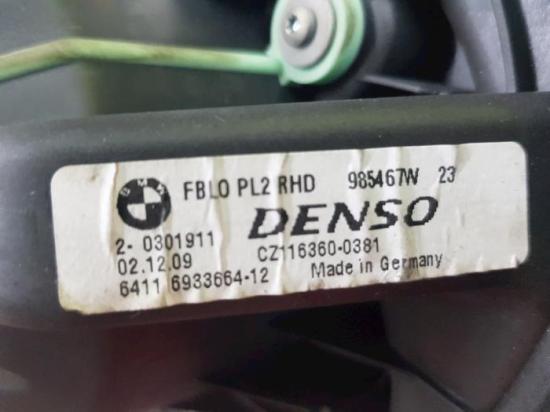 BMW
FBLO PL2 RHD 985467W 23
DENSO
2- 0301911 CZ116360-0381
02.12.09 Made in Germany
6411 6933664-12